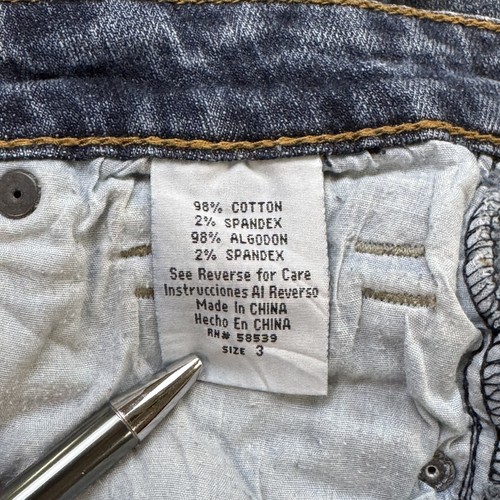 98% COTTON
2% SPANDEX
98% ALGODON
2% SPANDEX
See Reverse for Care
Instrucciones Al Reverso
Made In CHINA
Hecho En CHINA
RN# 58539
SIZE 3